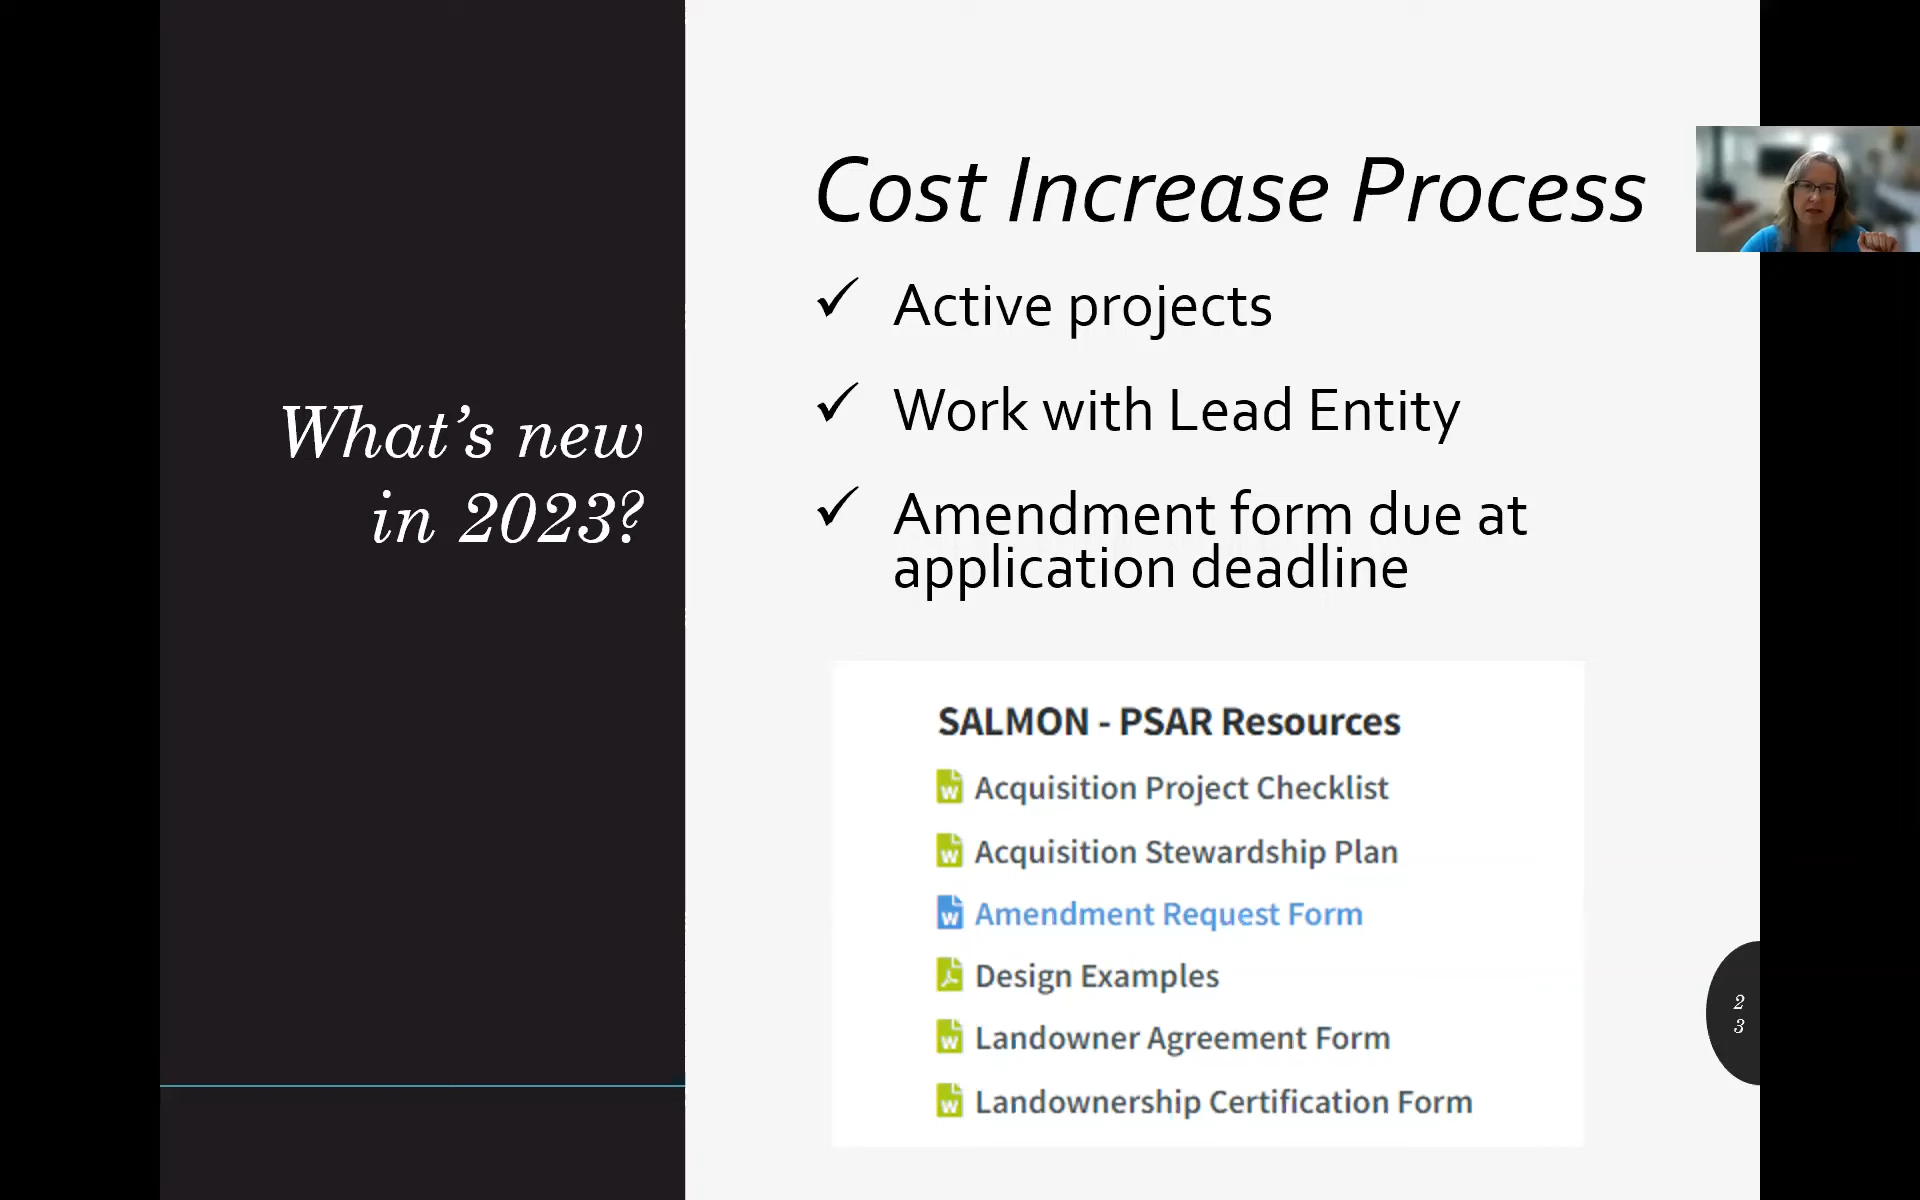 What's new
in 2023?
Cost Increase Process
✓ Active projects
✓ Work with Lead Entity
✓ Amendment form due at
application deadline
SALMON - PSAR Resources
Acquisition Project Checklist
Acquisition Stewardship Plan
Amendment Request Form
Design Examples
Landowner Agreement Form
Landownership Certification Form
2
3